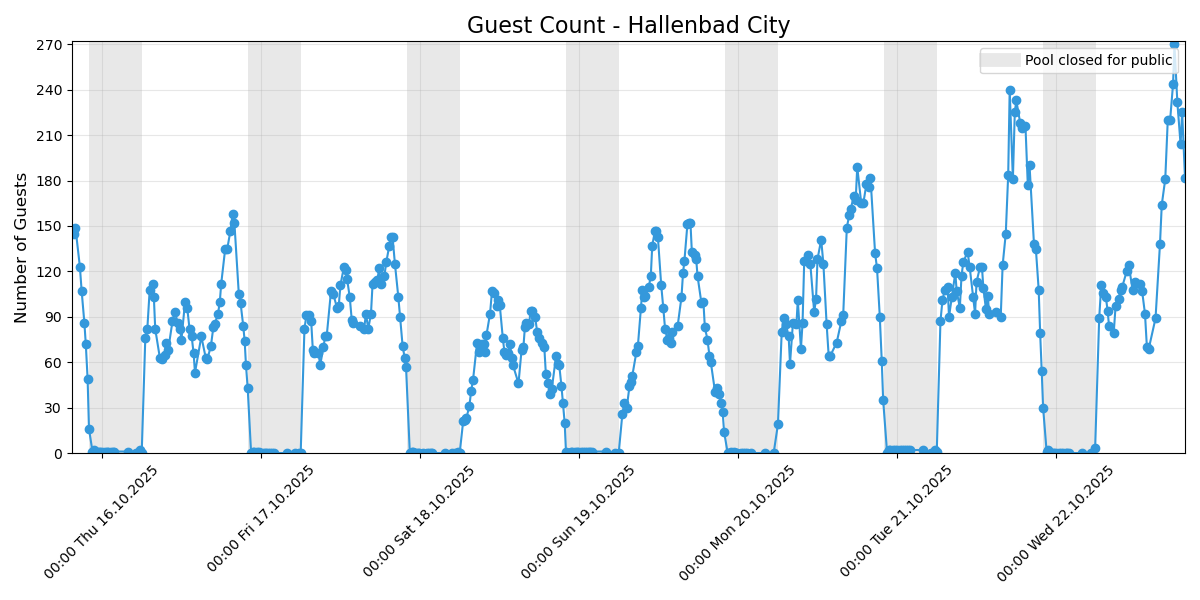 Guest Count - Hallenbad City
Pool closed for public
Number of Guests
270
240
210
180
150
120
90
60
30
0
00:00 Thu 16.10.2025
00:00 Fri 17.10.2025
00:00 Sat 18.10.2025
00:00 Sun 19.10.2025
00:00 Mon 20.10.2025
00:00 Tue 21.10.2025
00:00 Wed 22.10.2025